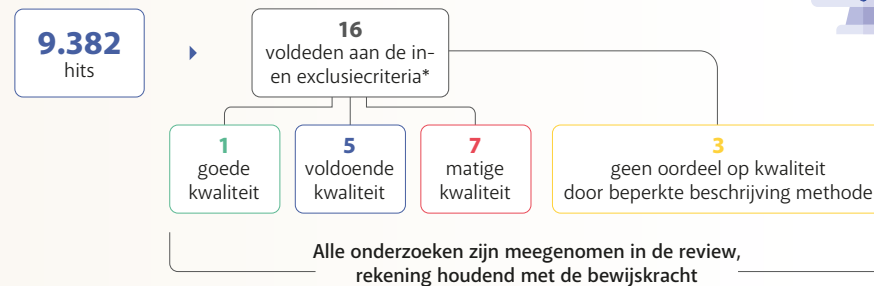 9.382
hits
16
voldeden aan de in-
en exclusiecriteria*
1
goede
kwaliteit
5
voldoende
kwaliteit
7
matige
kwaliteit
3
geen oordeel op kwaliteit
door beperkte beschrijving methode
Alle onderzoeken zijn meegenomen in de review,
rekening houdend met de bewijskracht